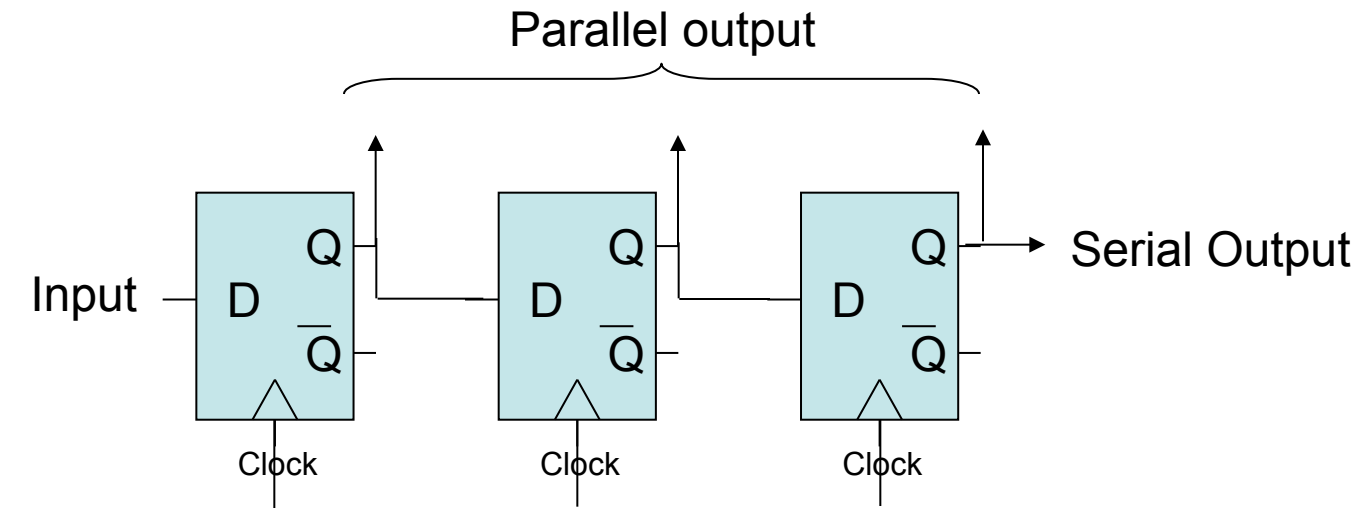 Parallel output
Q Q Q Serial Output
Input D D D
Q̅ Q̅ Q̅
Clock Clock Clock